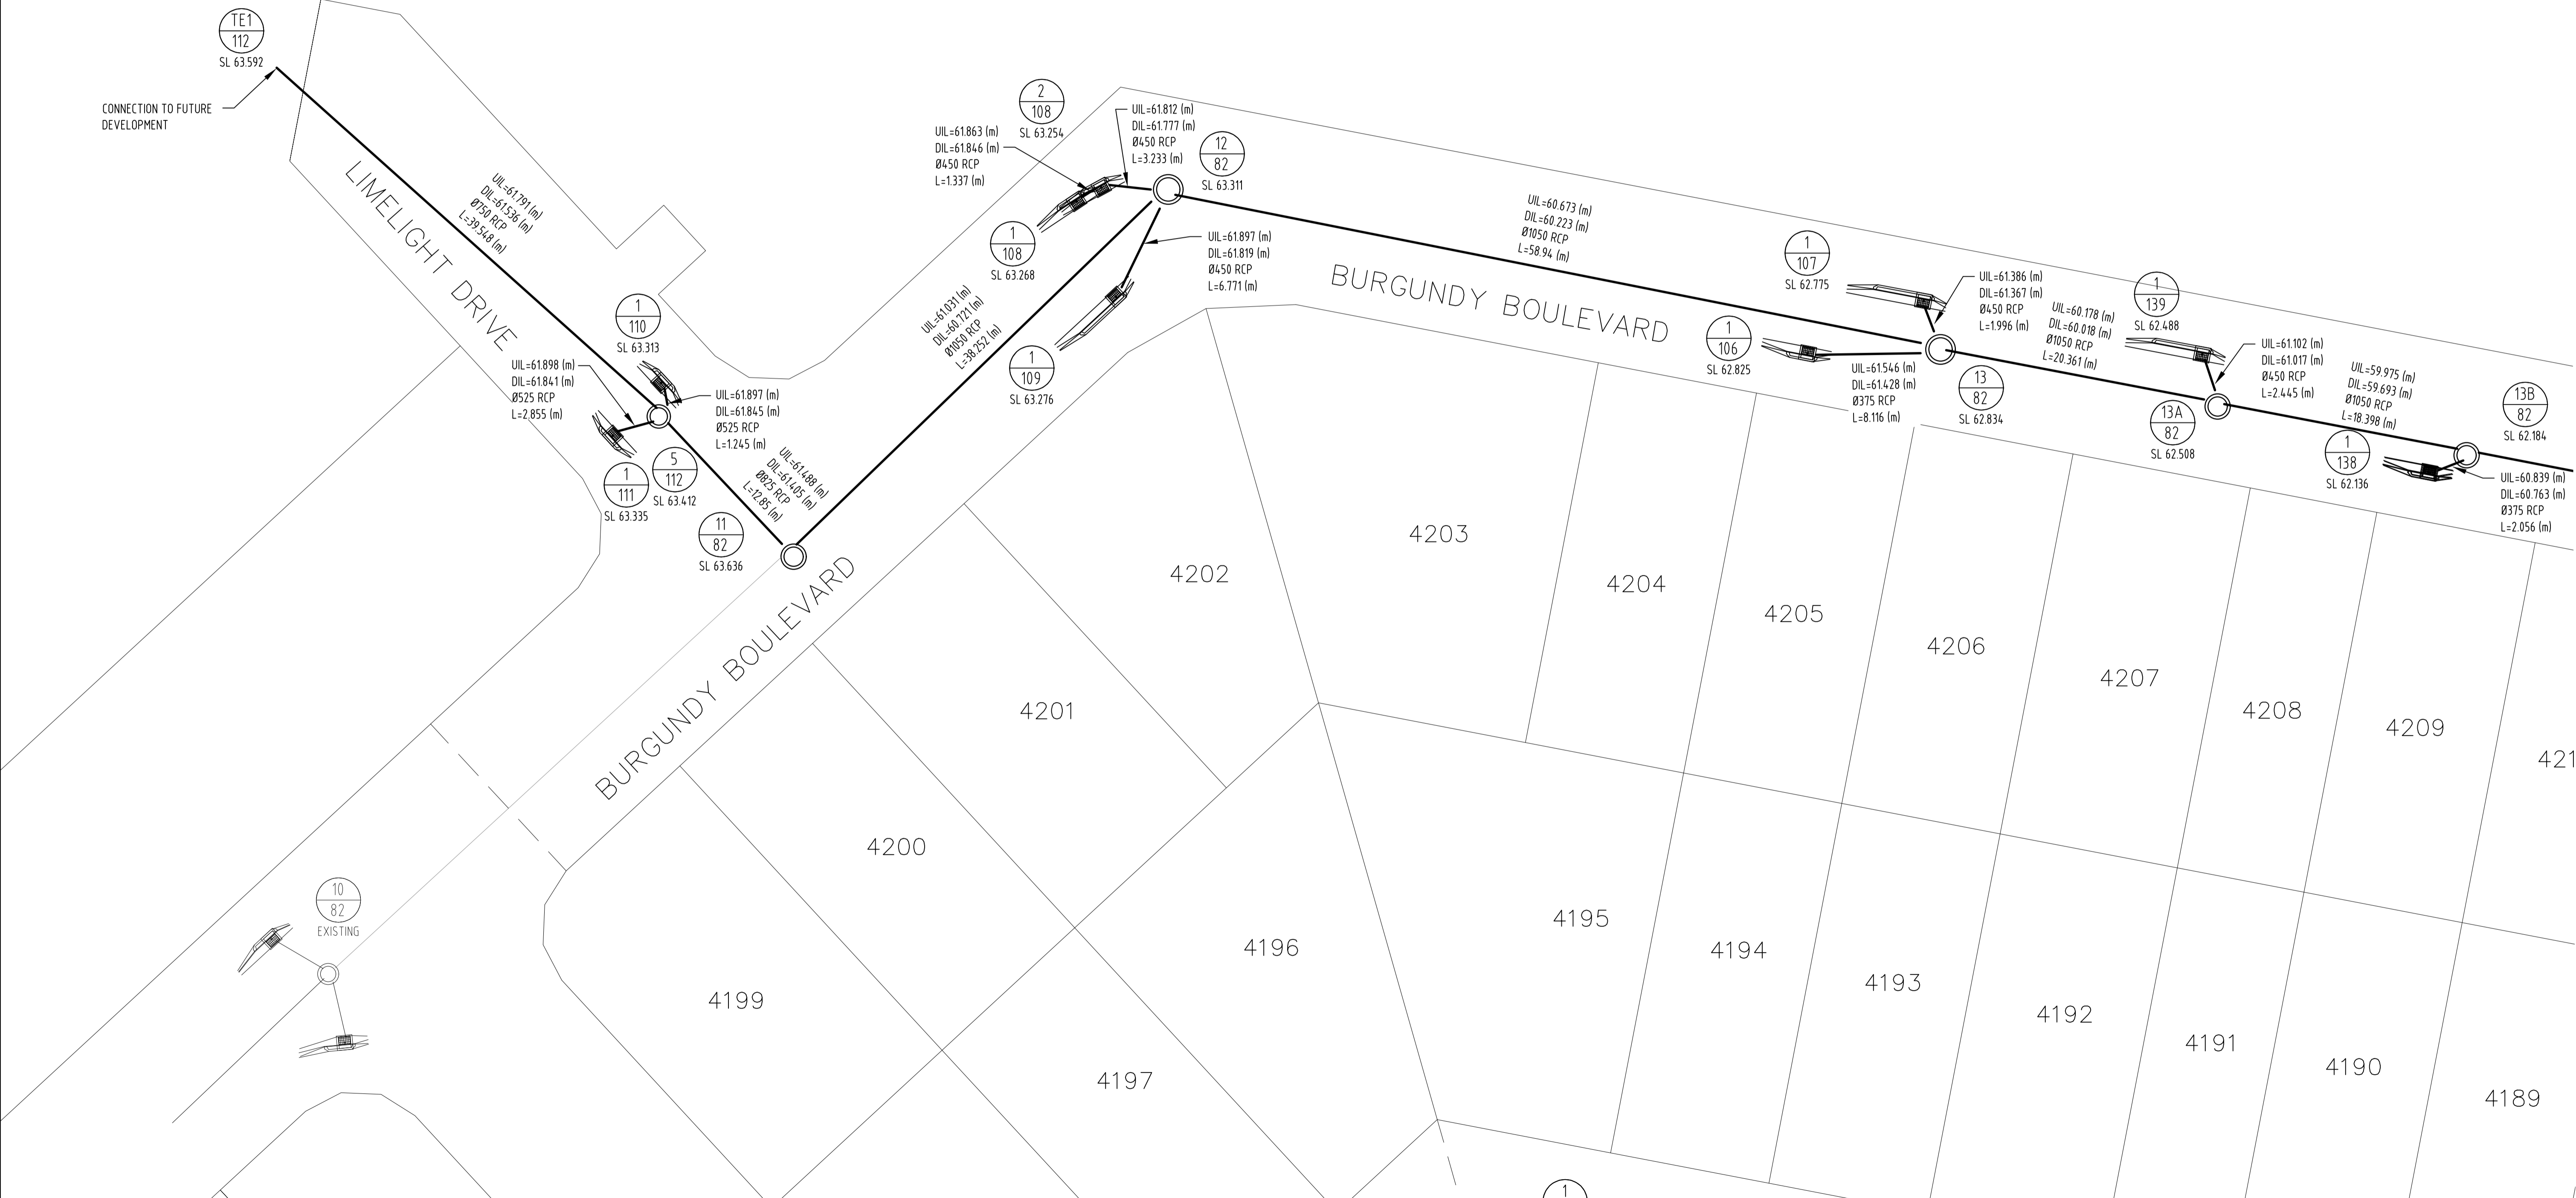 TE1
112
SL 63.592
CONNECTION TO FUTURE
DEVELOPMENT
LIMELIGHT DRIVE
UIL=61.791 (m)
DIL=61.536 (m)
Ø750 RCP
L=39.548 (m)
1
110
SL 63.313
UIL=61.898 (m)
DIL=61.841 (m)
Ø525 RCP
L=2.855 (m)
UIL=61.897 (m)
DIL=61.845 (m)
Ø525 RCP
L=1.245 (m)
1
111
SL 63.335
5
112
SL 63.412
UIL=61.488 (m)
DIL=61.405 (m)
Ø825 RCP
L=12.85 (m)
11
82
SL 63.636
2
108
SL 63.254
UIL=61.863 (m)
DIL=61.846 (m)
Ø450 RCP
L=1.337 (m)
UIL=61.812 (m)
DIL=61.777 (m)
Ø450 RCP
L=3.233 (m)
12
82
SL 63.311
1
108
SL 63.268
UIL=61.897 (m)
DIL=61.819 (m)
Ø450 RCP
L=6.771 (m)
UIL=61.031 (m)
DIL=60.721 (m)
Ø1050 RCP
L=38.252 (m)
1
109
SL 63.276
UIL=60.673 (m)
DIL=60.223 (m)
Ø1050 RCP
L=58.94 (m)
BURGUNDY BOULEVARD
1
107
SL 62.775
1
106
SL 62.825
UIL=61.386 (m)
DIL=61.367 (m)
Ø450 RCP
L=1.996 (m)
UIL=61.546 (m)
DIL=61.428 (m)
Ø375 RCP
L=8.116 (m)
13
82
SL 62.834
UIL=60.178 (m)
DIL=60.018 (m)
Ø1050 RCP
L=20.361 (m)
1
139
SL 62.488
UIL=61.102 (m)
DIL=61.017 (m)
Ø450 RCP
L=2.445 (m)
13A
82
SL 62.508
UIL=59.975 (m)
DIL=59.693 (m)
Ø1050 RCP
L=18.398 (m)
13B
82
SL 62.184
1
138
SL 62.136
UIL=60.839 (m)
DIL=60.763 (m)
Ø375 RCP
L=2.056 (m)
BURGUNDY BOULEVARD
10
82
EXISTING
4202
4203
4204
4205
4206
4207
4208
4209
421
4201
4200
4199
4197
4196
4195
4194
4193
4192
4191
4190
4189
1